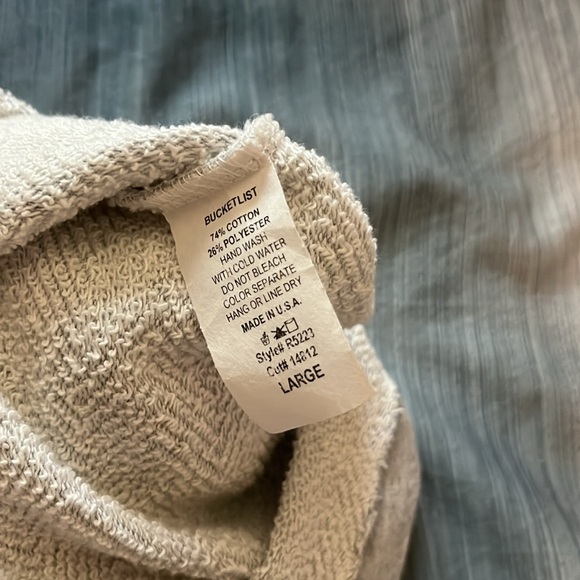 BUCKETLIST
74% COTTON
26% POLYESTER
HAND WASH
WITH COLD WATER
DO NOT BLEACH
COLOR SEPARATE
HANG OR LINE DRY
MADE IN U.S.A.
Style# R5223
Cut# 14812
LARGE